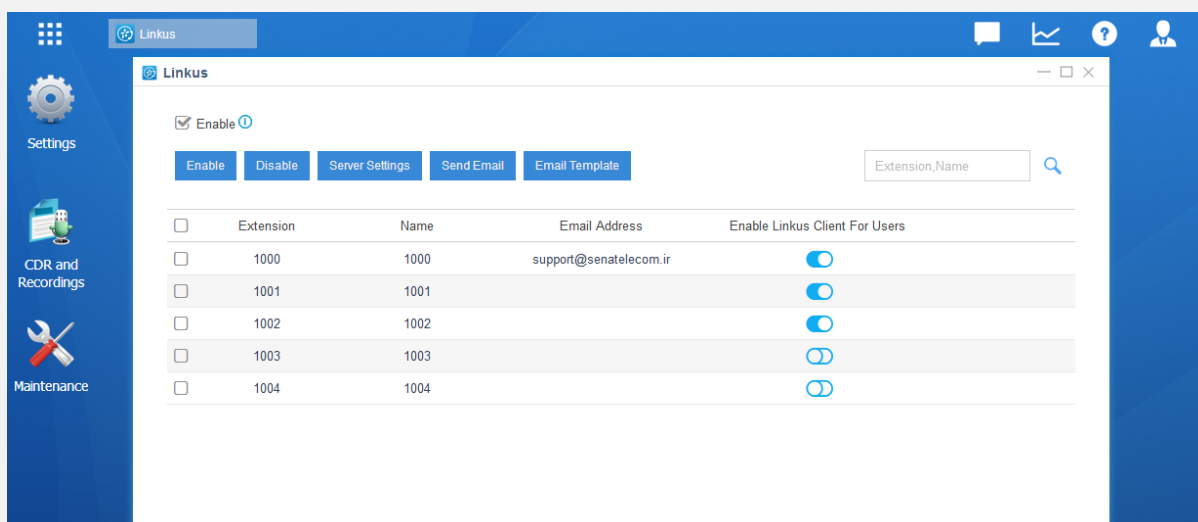 Linkus
Linkus
Settings
CDR and
Recordings
Maintenance
Enable
Enable Disable Server Settings Send Email Email Template Extension,Name
Extension Name Email Address Enable Linkus Client For Users
1000 1000 support@senatelecom.ir
1001 1001
1002 1002
1003 1003
1004 1004